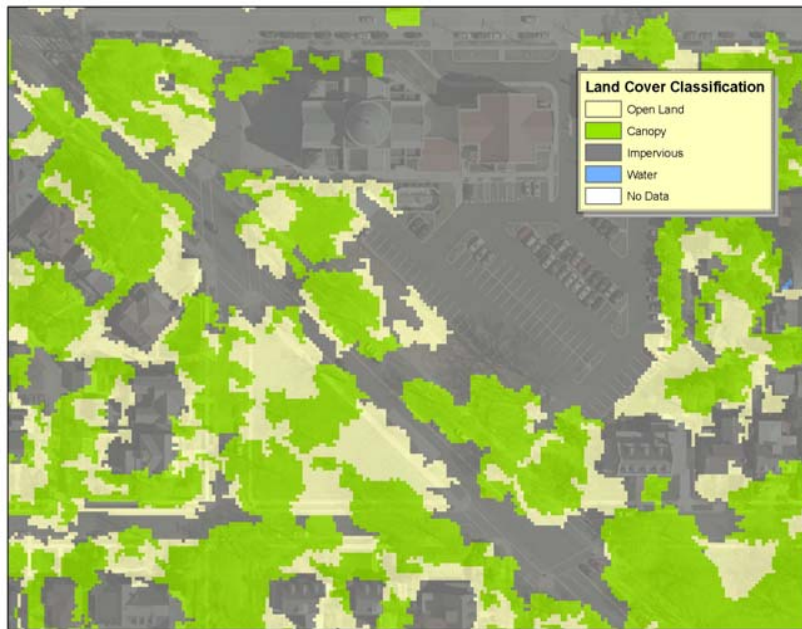 Land Cover Classification
Open Land
Canopy
Impervious
Water
No Data